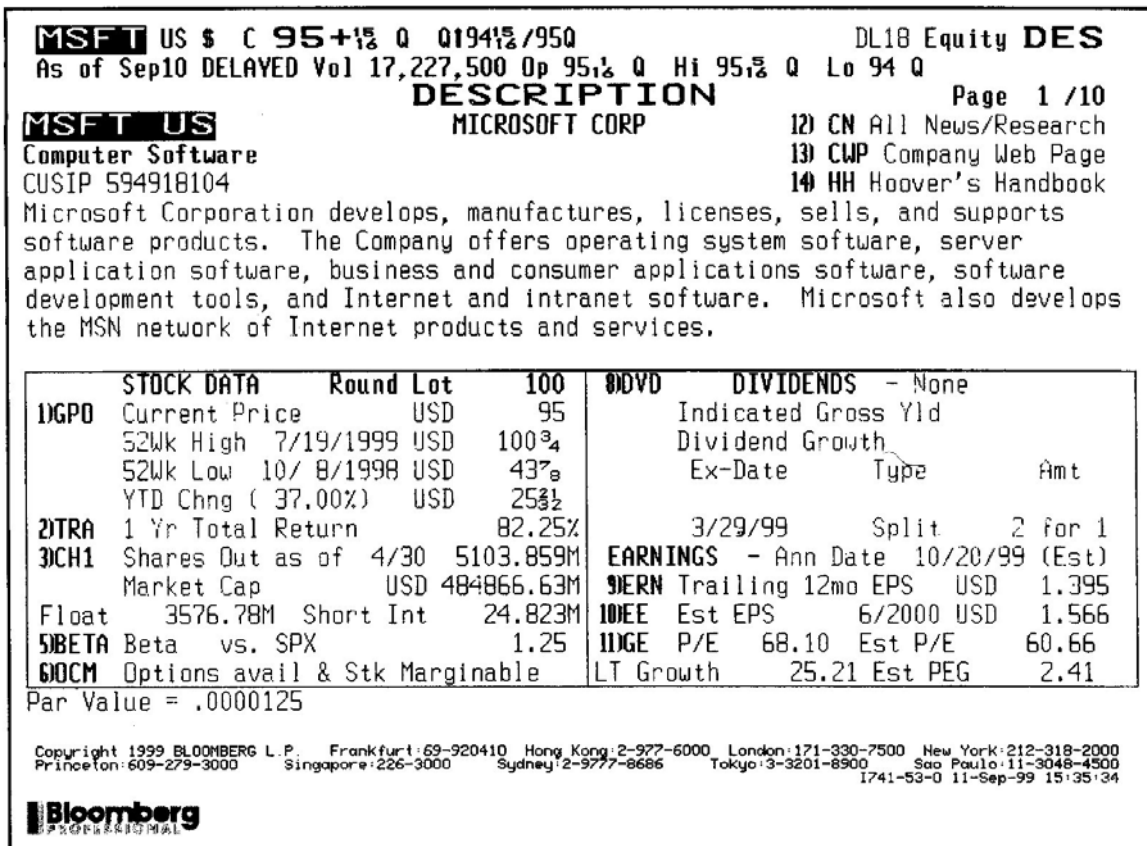 MSFT US $ C 95+15/16 Q Q194 15/16 /95Q DL18 Equity DES
As of Sep10 DELAYED Vol 17,227,500 Op 95 1/16 Q Hi 95 Q Lo 94 Q
DESCRIPTION Page 1 /10
MSFT US MICROSOFT CORP 12) CN All News/Research
Computer Software 13) CWP Company Web Page
CUSIP 594918104 14) HH Hoover's Handbook
Microsoft Corporation develops, manufactures, licenses, sells, and supports
software products. The Company offers operating system software, server
application software, business and consumer applications software, software
development tools, and Internet and intranet software. Microsoft also develops
the MSN network of Internet products and services.
STOCK DATA Round Lot 100
1)GPO Current Price USD 95
52Wk High 7/19/1999 USD 100 3/4
52Wk Low 10/ 8/1998 USD 43 7/8
YTD Chng ( 37.00%) USD 25 21/32
2)TRA 1 Yr Total Return 82.25%
3)CH1 Shares Out as of 4/30 5103.859M
Market Cap USD 484866.63M
Float 3576.78M Short Int 24.823M
5)BETA Beta vs. SPX 1.25
6)OCM Options avail & Stk Marginable
8)DVD DIVIDENDS - None
Indicated Gross Yld
Dividend Growth
Ex-Date Type Amt
3/29/99 Split 2 for 1
EARNINGS - Ann Date 10/20/99 (Est)
9)ERN Trailing 12mo EPS USD 1.395
10)EE Est EPS 6/2000 USD 1.566
11)GE P/E 68.10 Est P/E 60.66
LT Growth 25.21 Est PEG 2.41
Par Value = .0000125
Copyright 1999 BLOOMBERG L.P. Frankfurt:69-920410 Hong Kong:2-977-6000 London:171-330-7500 New York:212-318-2000
Princeton:609-279-3000 Singapore:226-3000 Sydney:2-9777-8686 Tokyo:3-3201-8900 Sao Paulo:11-3048-4500
I741-53-0 11-Sep-99 15:35:34
Bloomberg
PROFESSIONAL